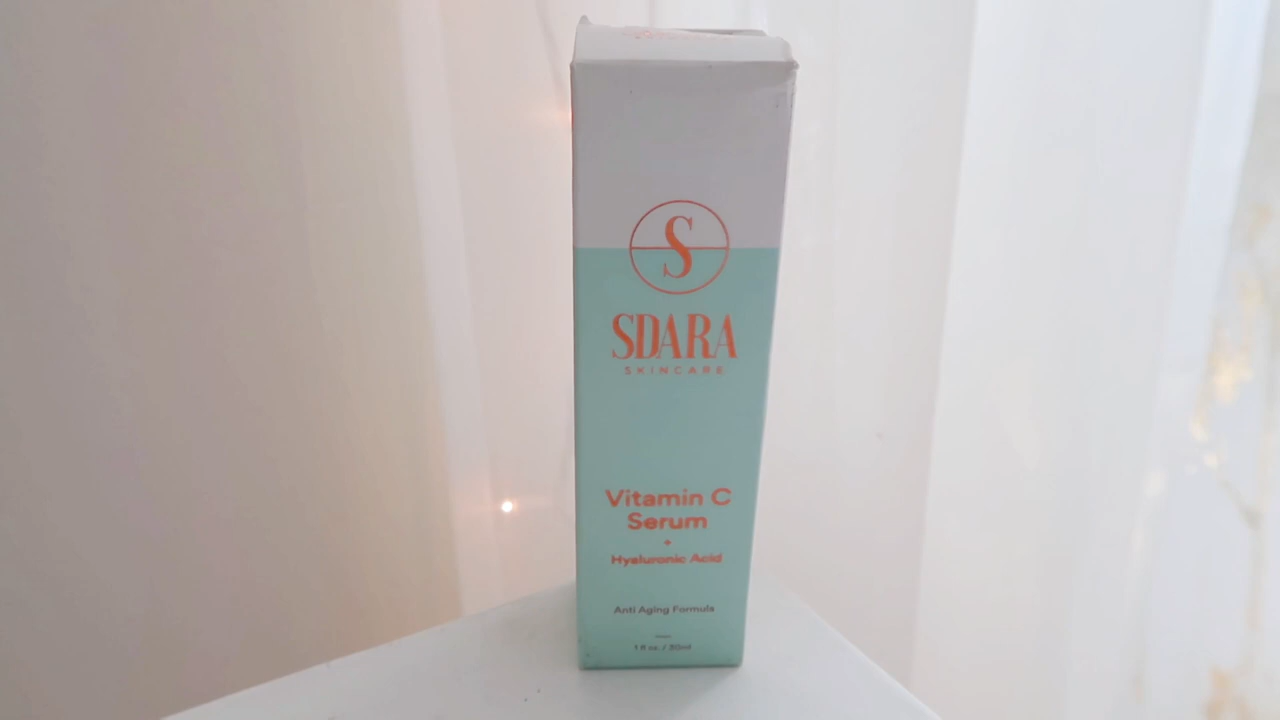 S
SDARA
SKINCARE
Vitamin C
Serum
+
Hyaluronic Acid
Anti Aging Formula
1 fl oz. / 30ml